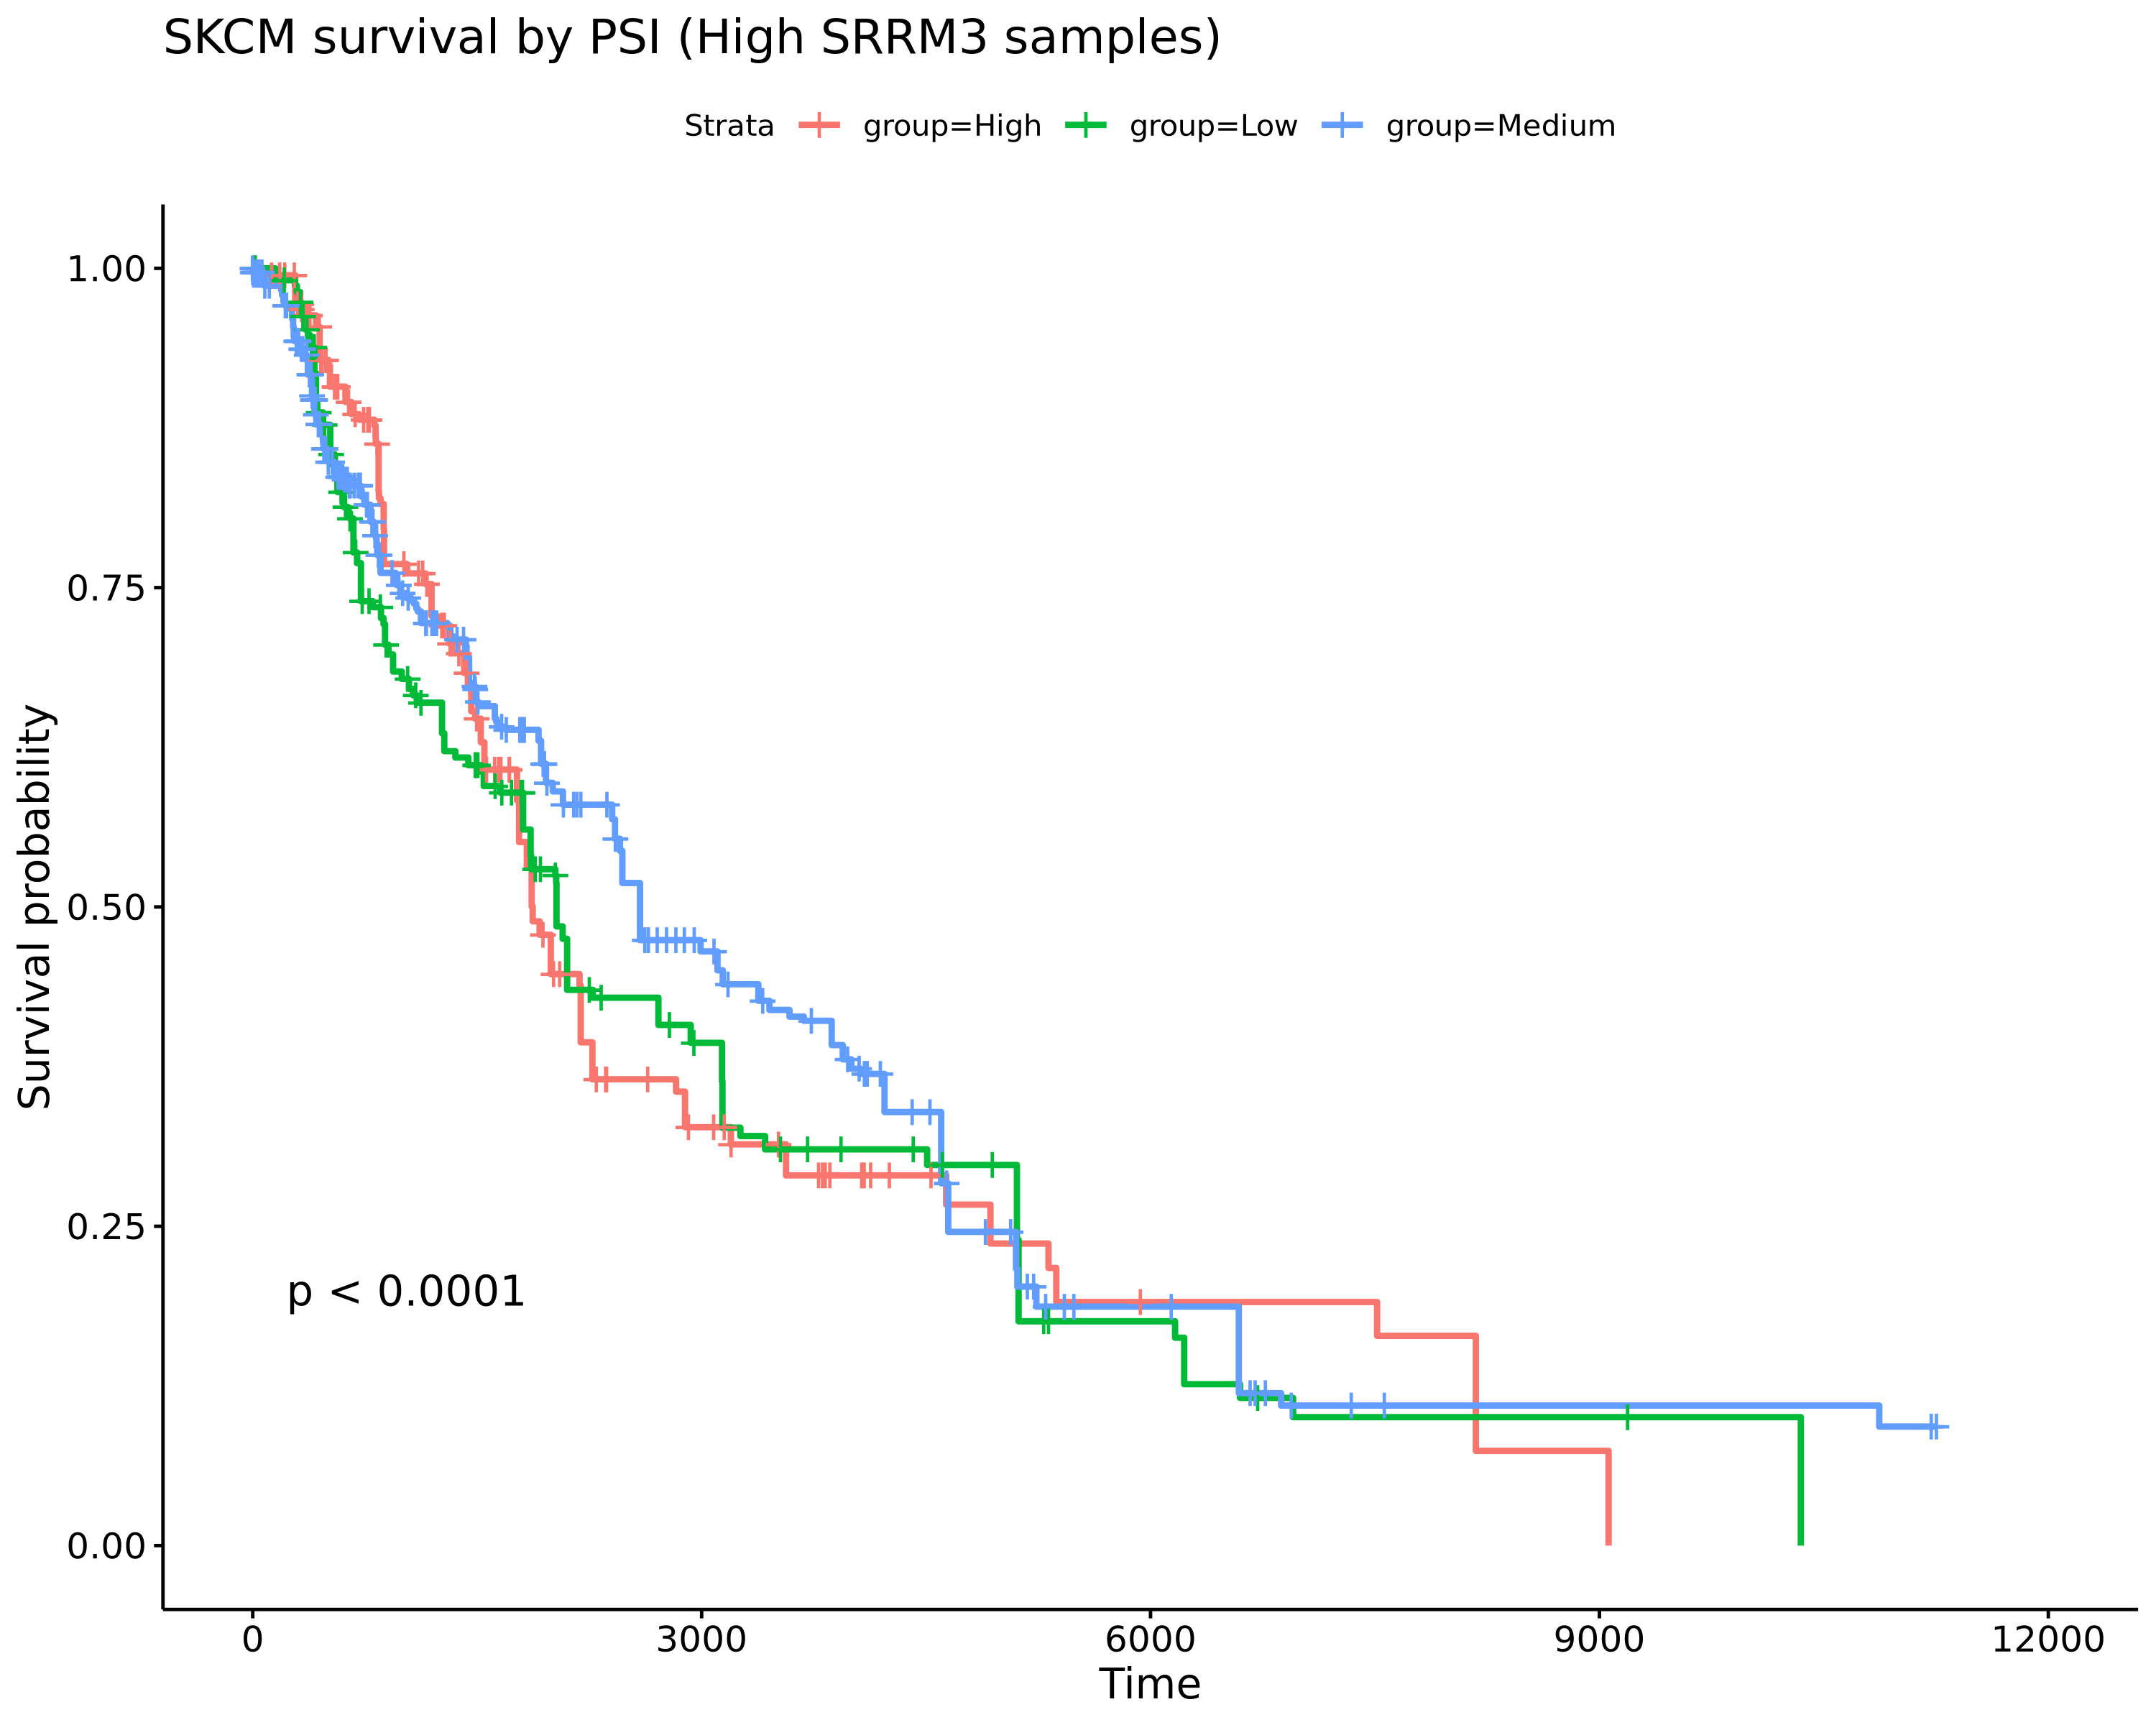 SKCM survival by PSI (High SRRM3 samples)
Strata group=High group=Low group=Medium
Survival probability
1.00
0.75
0.50
0.25
0.00
p < 0.0001
0 3000 6000 9000 12000
Time